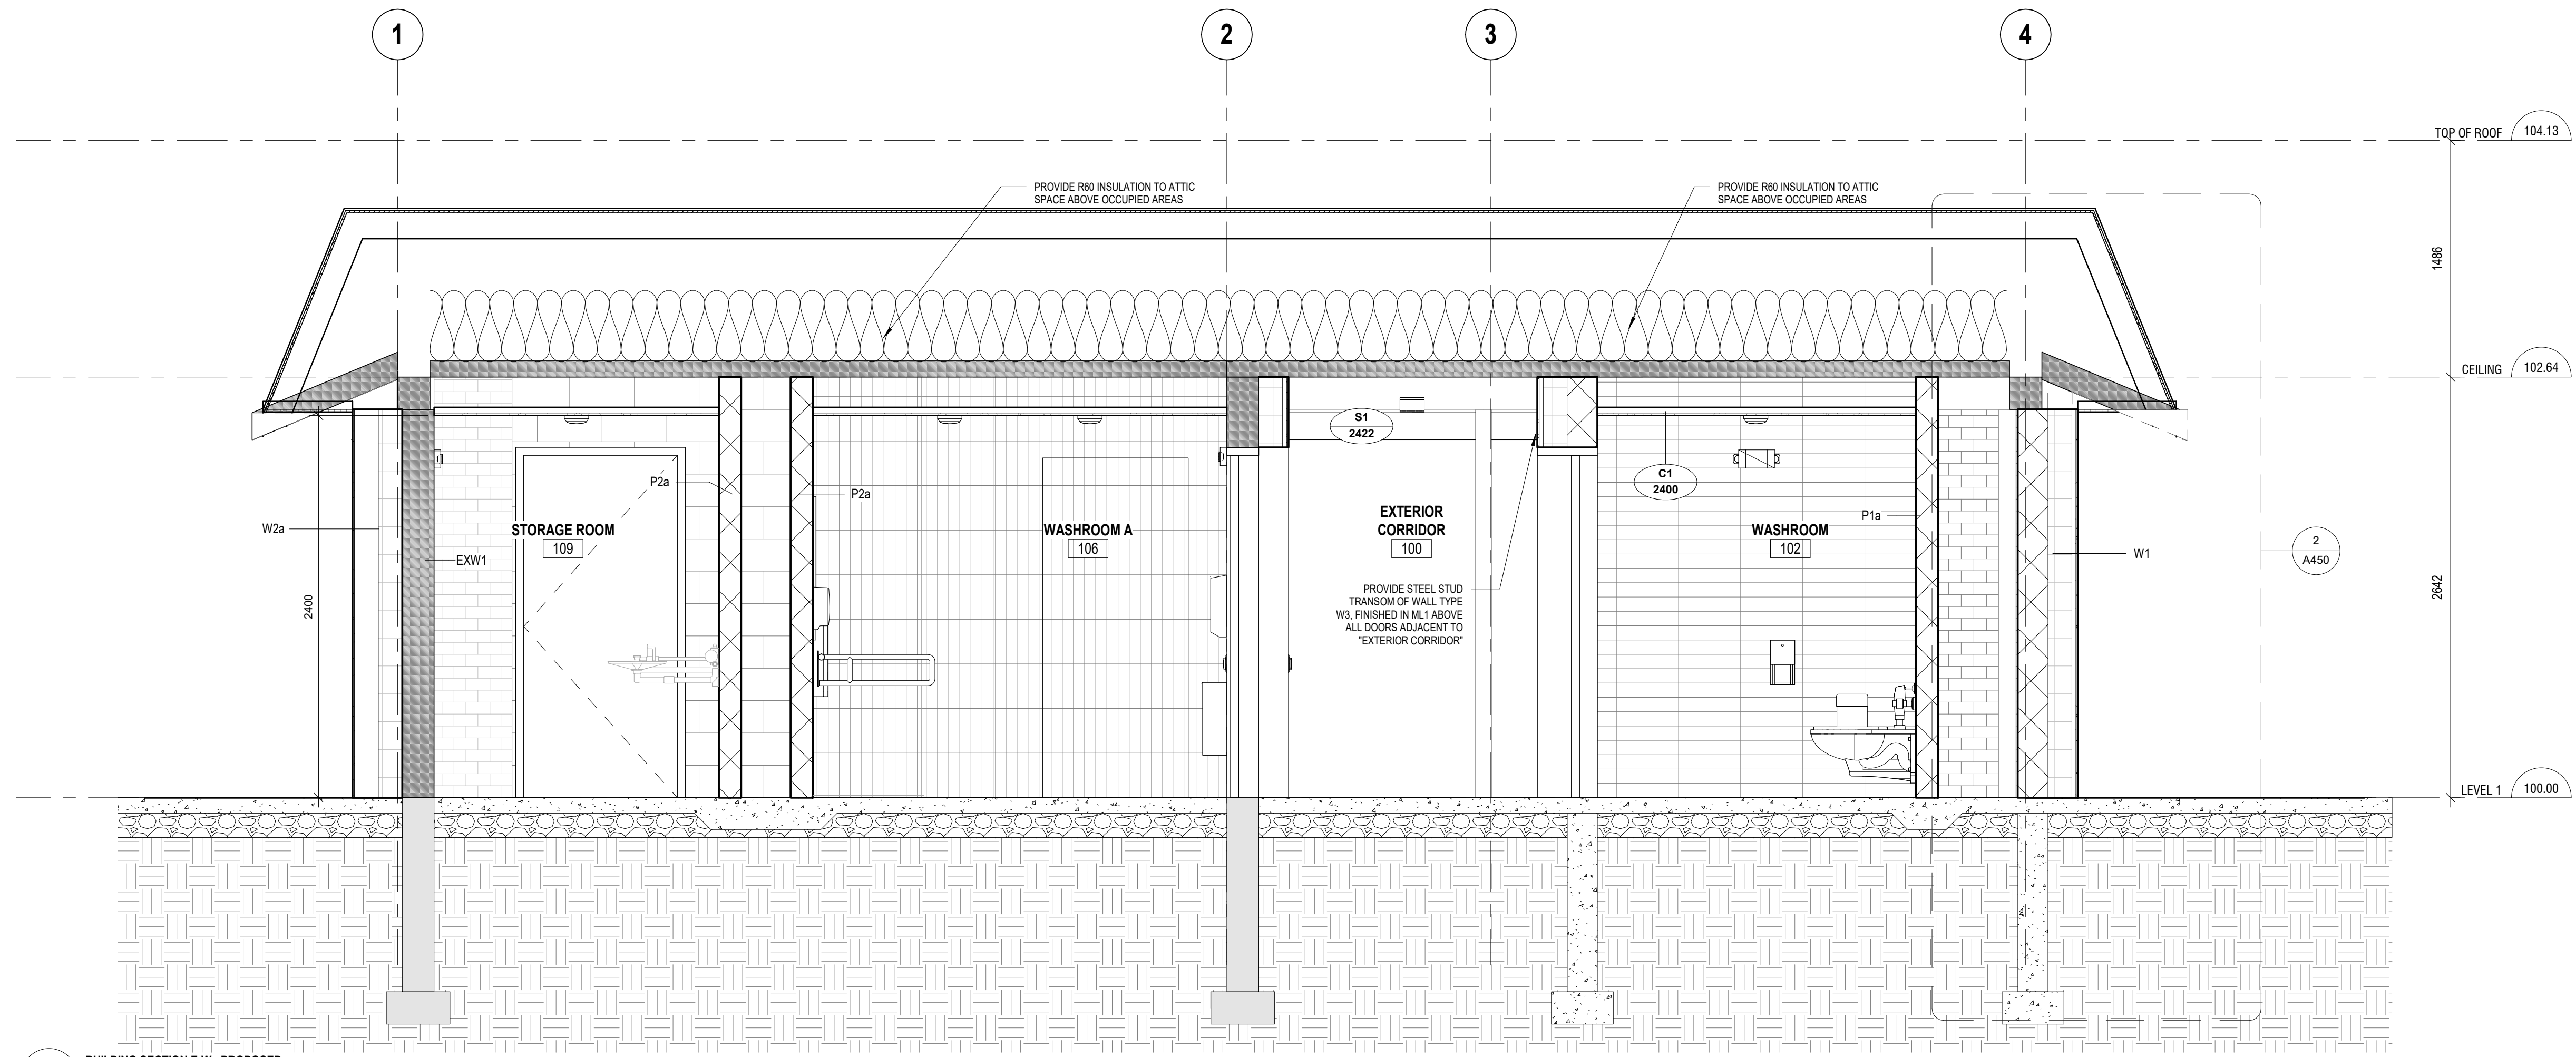 1
2
3
4
TOP OF ROOF 104.13
PROVIDE R60 INSULATION TO ATTIC
SPACE ABOVE OCCUPIED AREAS
PROVIDE R60 INSULATION TO ATTIC
SPACE ABOVE OCCUPIED AREAS
1486
CEILING 102.64
S1
2422
C1
2400
P2a
P2a
W2a
STORAGE ROOM
109
EXW1
WASHROOM A
106
EXTERIOR
CORRIDOR
100
WASHROOM
102
P1a
W1
2
A450
PROVIDE STEEL STUD
TRANSOM OF WALL TYPE
W3, FINISHED IN ML1 ABOVE
ALL DOORS ADJACENT TO
"EXTERIOR CORRIDOR"
2400
2642
LEVEL 1 100.00